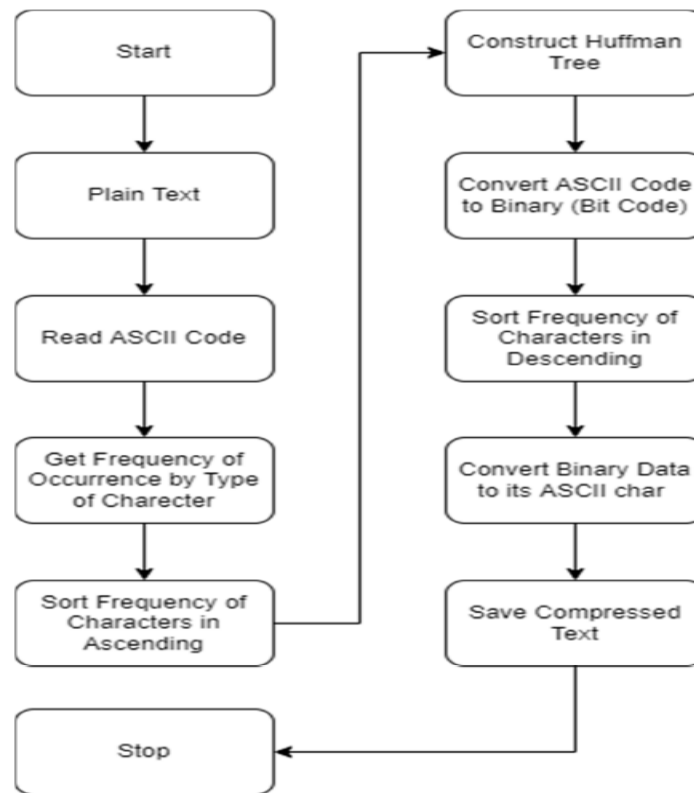 Start
Plain Text
Read ASCII Code
Get Frequency of
Occurrence by Type
of Charecter
Sort Frequency of
Characters in
Ascending
Construct Huffman
Tree
Convert ASCII Code
to Binary (Bit Code)
Sort Frequency of
Characters in
Descending
Convert Binary Data
to its ASCII char
Save Compressed
Text
Stop